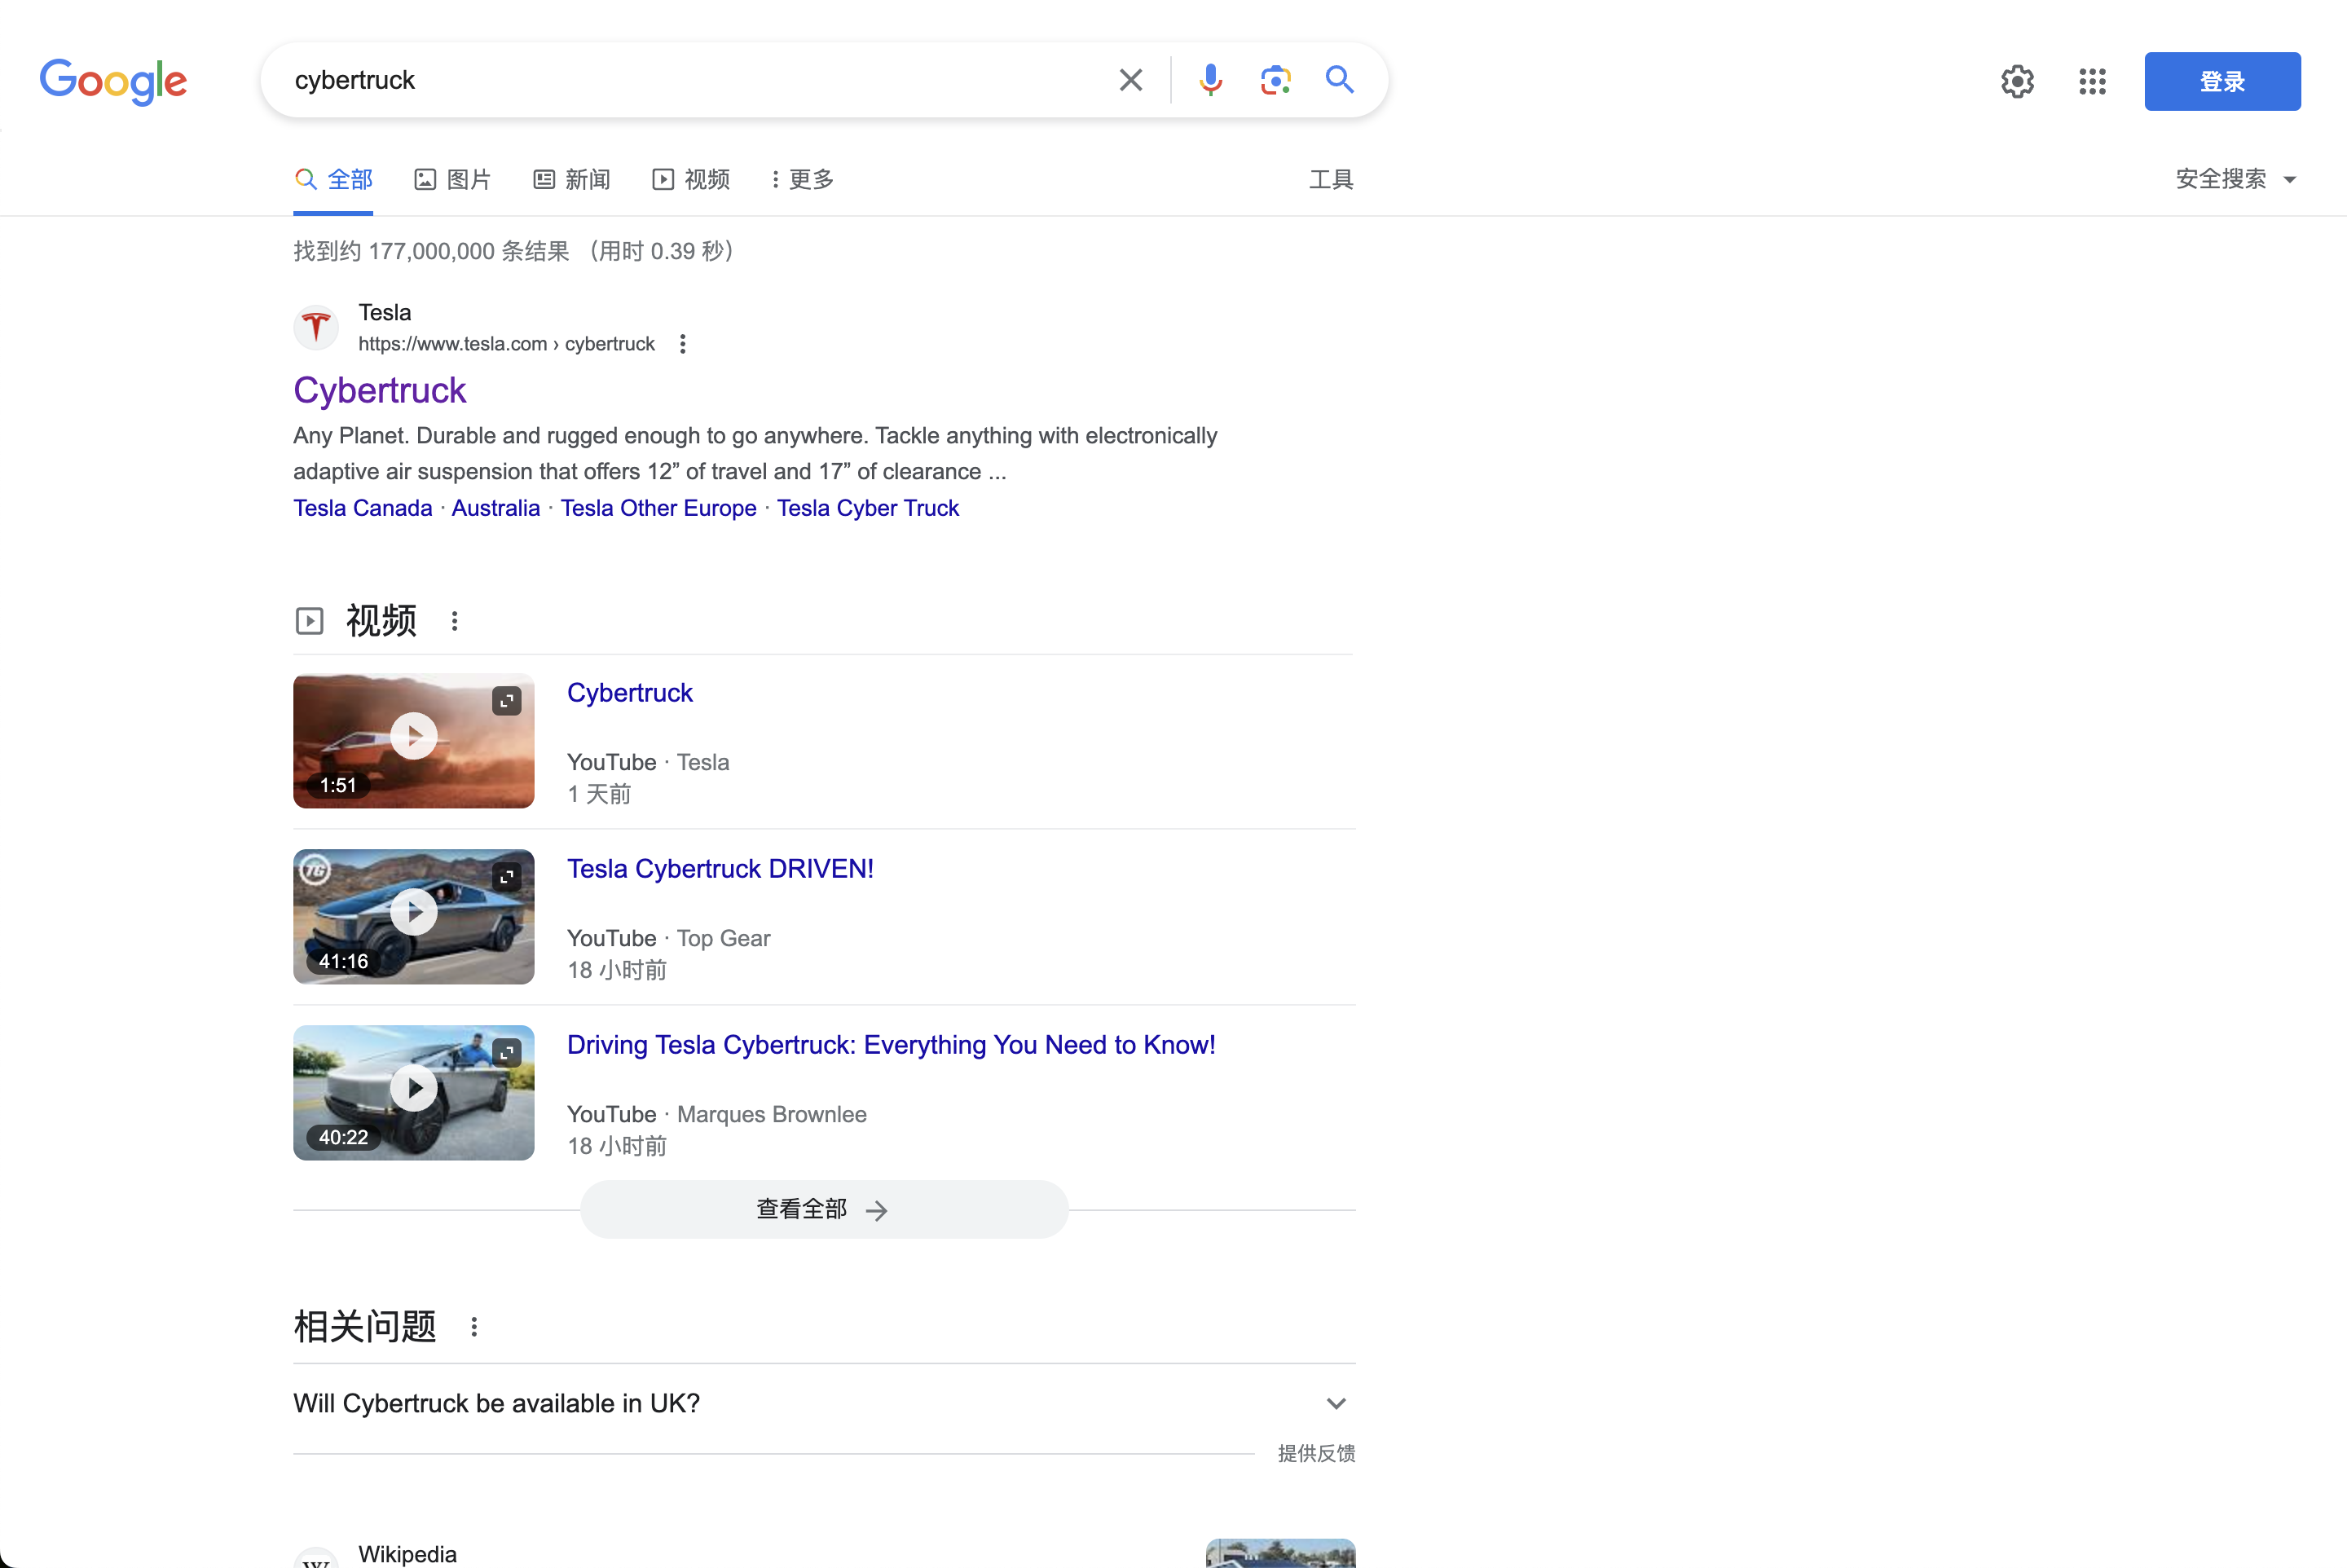 Google
cybertruck
登录
全部
图片
新闻
视频
更多
工具
安全搜索
找到约 177,000,000 条结果 （用时 0.39 秒）
Tesla
https://www.tesla.com › cybertruck
Cybertruck
Any Planet. Durable and rugged enough to go anywhere. Tackle anything with electronically
adaptive air suspension that offers 12” of travel and 17” of clearance ...
Tesla Canada · Australia · Tesla Other Europe · Tesla Cyber Truck
视频
1:51
Cybertruck
YouTube · Tesla
1 天前
TG
41:16
Tesla Cybertruck DRIVEN!
YouTube · Top Gear
18 小时前
40:22
Driving Tesla Cybertruck: Everything You Need to Know!
YouTube · Marques Brownlee
18 小时前
查看全部
相关问题
Will Cybertruck be available in UK?
提供反馈
W
Wikipedia